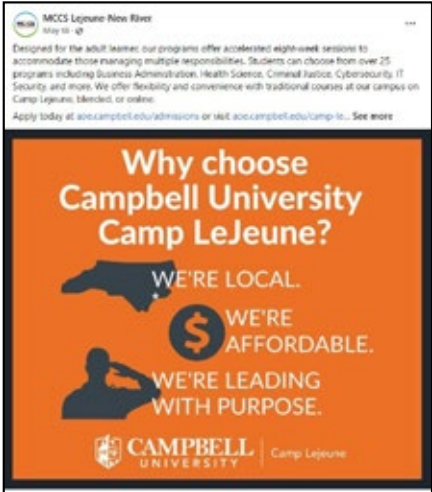 MCCS Lejeune-New River
May 18
Designed for the adult learner, our programs offer accelerated eight-week sessions to
accommodate those managing multiple responsibilities. Students can choose from over 25
programs including Business Administration, Health Science, Criminal Justice, Cybersecurity, IT
Security, and more. We offer flexibility and convenience with traditional courses at our campus on
Camp Lejeune, blended, or online.
Apply today at aoe.campbell.edu/admissions or visit aoe.campbell.edu/camp-le... See more
Why choose
Campbell University
Camp LeJeune?
WE'RE LOCAL.
$
WE'RE
AFFORDABLE.
WE'RE LEADING
WITH PURPOSE.
CAMPBELL
UNIVERSITY
Camp Lejeune